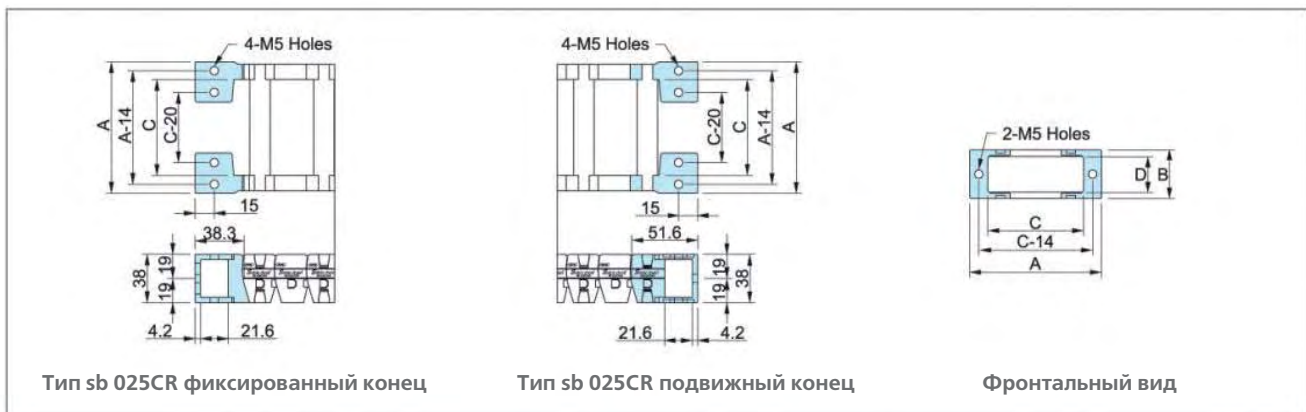 4-M5 Holes
A
A-14
C
C-20
15
38.3
38
19
19
4.2
21.6
Тип sb 025CR фиксированный конец
4-M5 Holes
C-20
C
A-14
A
15
51.6
19
19
38
21.6
4.2
Тип sb 025CR подвижный конец
2-M5 Holes
D
B
C
C-14
A
Фронтальный вид